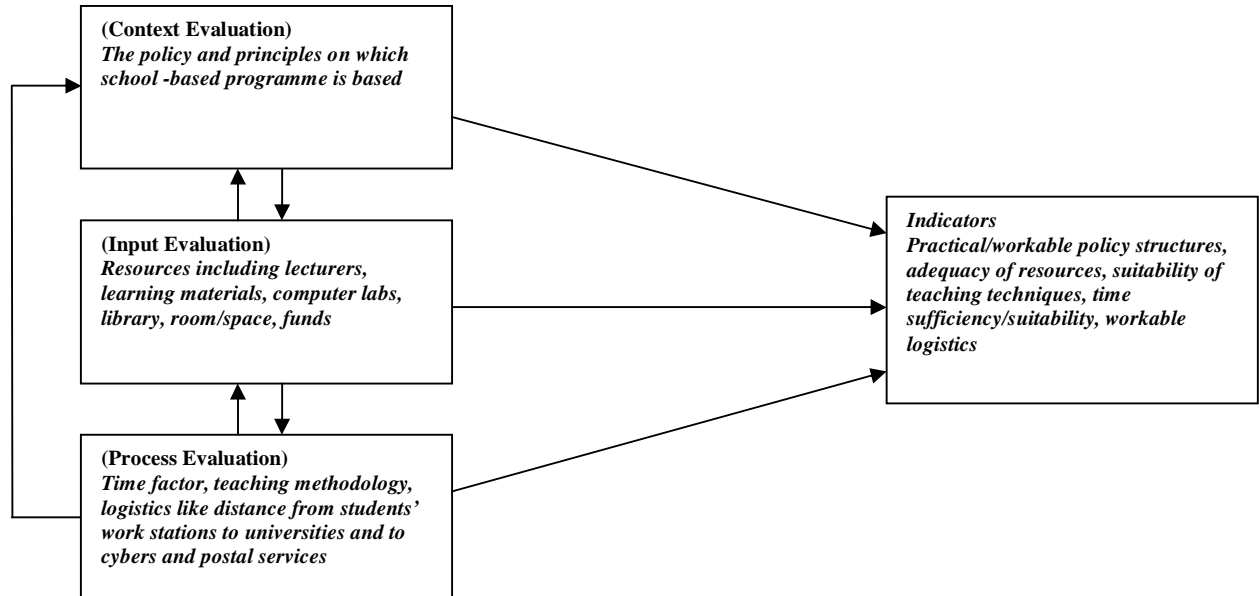 (Context Evaluation)
The policy and principles on which
school -based programme is based
(Input Evaluation)
Resources including lecturers,
learning materials, computer labs,
library, room/space, funds
(Process Evaluation)
Time factor, teaching methodology,
logistics like distance from students’
work stations to universities and to
cybers and postal services
Indicators
Practical/workable policy structures,
adequacy of resources, suitability of
teaching techniques, time
sufficiency/suitability, workable
logistics